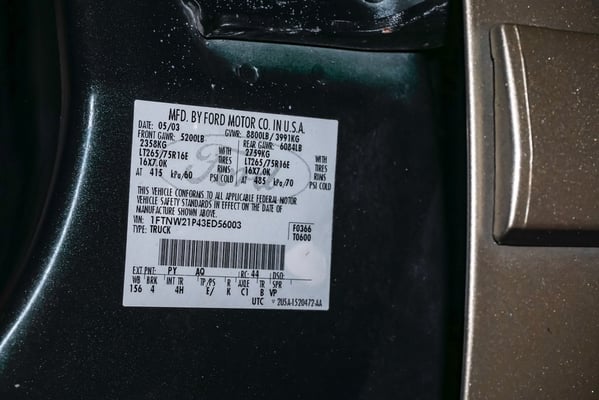 MFD. BY FORD MOTOR CO. IN U.S.A.
DATE: 05/03 GVWR: 8800LB/ 3991KG
FRONT GAWR: 5200LB REAR GAWR: 6084LB
2358KG WITH 2759KG WITH
LT265/75R16E TIRES LT265/75R16E TIRES
16X7.0K RIMS 16X7.0K RIMS
AT 415 kPa/60 PSI COLD AT 485 kPa/70 PSI COLD
THIS VEHICLE CONFORMS TO ALL APPLICABLE FEDERAL MOTOR
VEHICLE SAFETY STANDARDS IN EFFECT ON THE DATE OF
MANUFACTURE SHOWN ABOVE.
VIN: 1FTNW21P43ED56003 F0366
TYPE: TRUCK T0600
EXT PNT: PY AQ RC: 44 DSO:
WB BRK INT TR TP/PS R AXLE TR SPR
156 4 4H E/ K C1 B VP
UTC